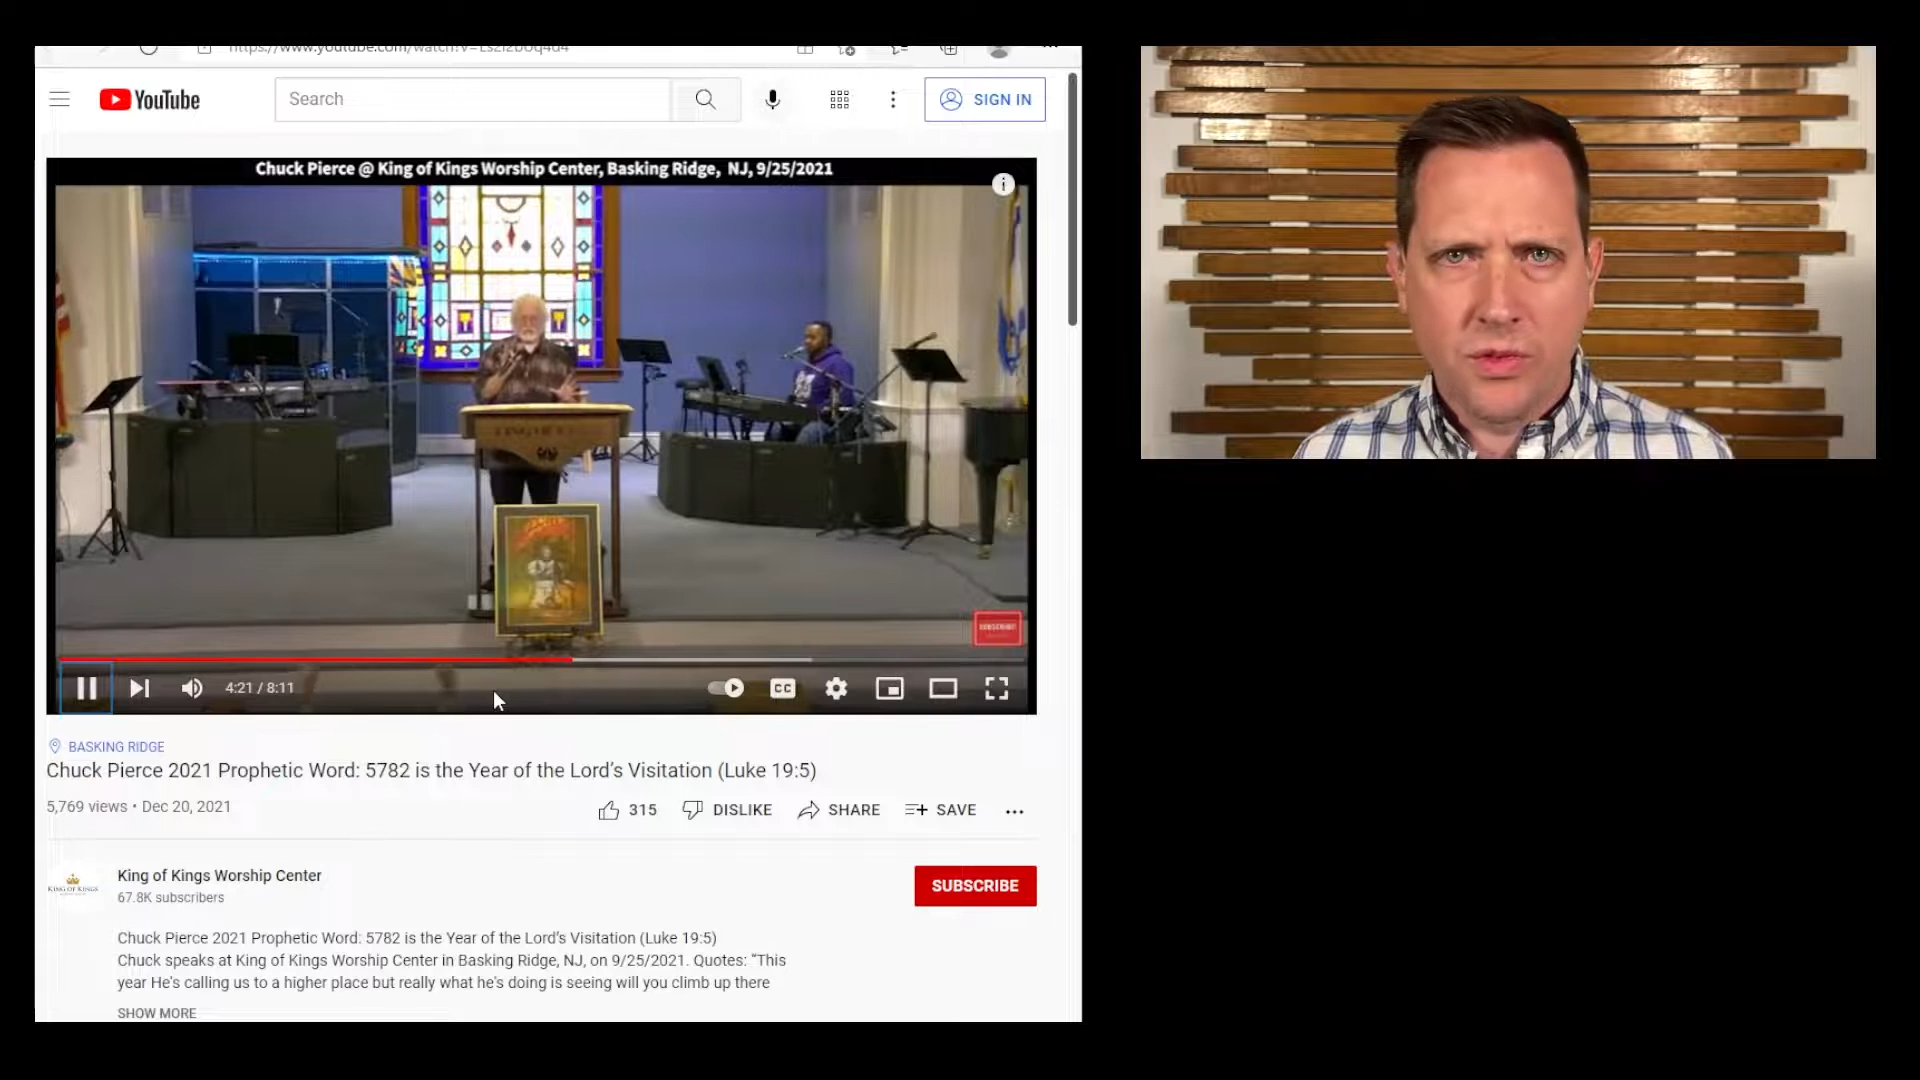 YouTube
Search
SIGN IN
Chuck Pierce @ King of Kings Worship Center, Basking Ridge, NJ, 9/25/2021
SUBSCRIBE
4:21 / 8:11
CC
BASKING RIDGE
Chuck Pierce 2021 Prophetic Word: 5782 is the Year of the Lord's Visitation (Luke 19:5)
5,769 views • Dec 20, 2021
315
DISLIKE
SHARE
SAVE
KING OF KINGS
King of Kings Worship Center
67.8K subscribers
SUBSCRIBE
Chuck Pierce 2021 Prophetic Word: 5782 is the Year of the Lord's Visitation (Luke 19:5)
Chuck speaks at King of Kings Worship Center in Basking Ridge, NJ, on 9/25/2021. Quotes: “This
year He's calling us to a higher place but really what he's doing is seeing will you climb up there
SHOW MORE